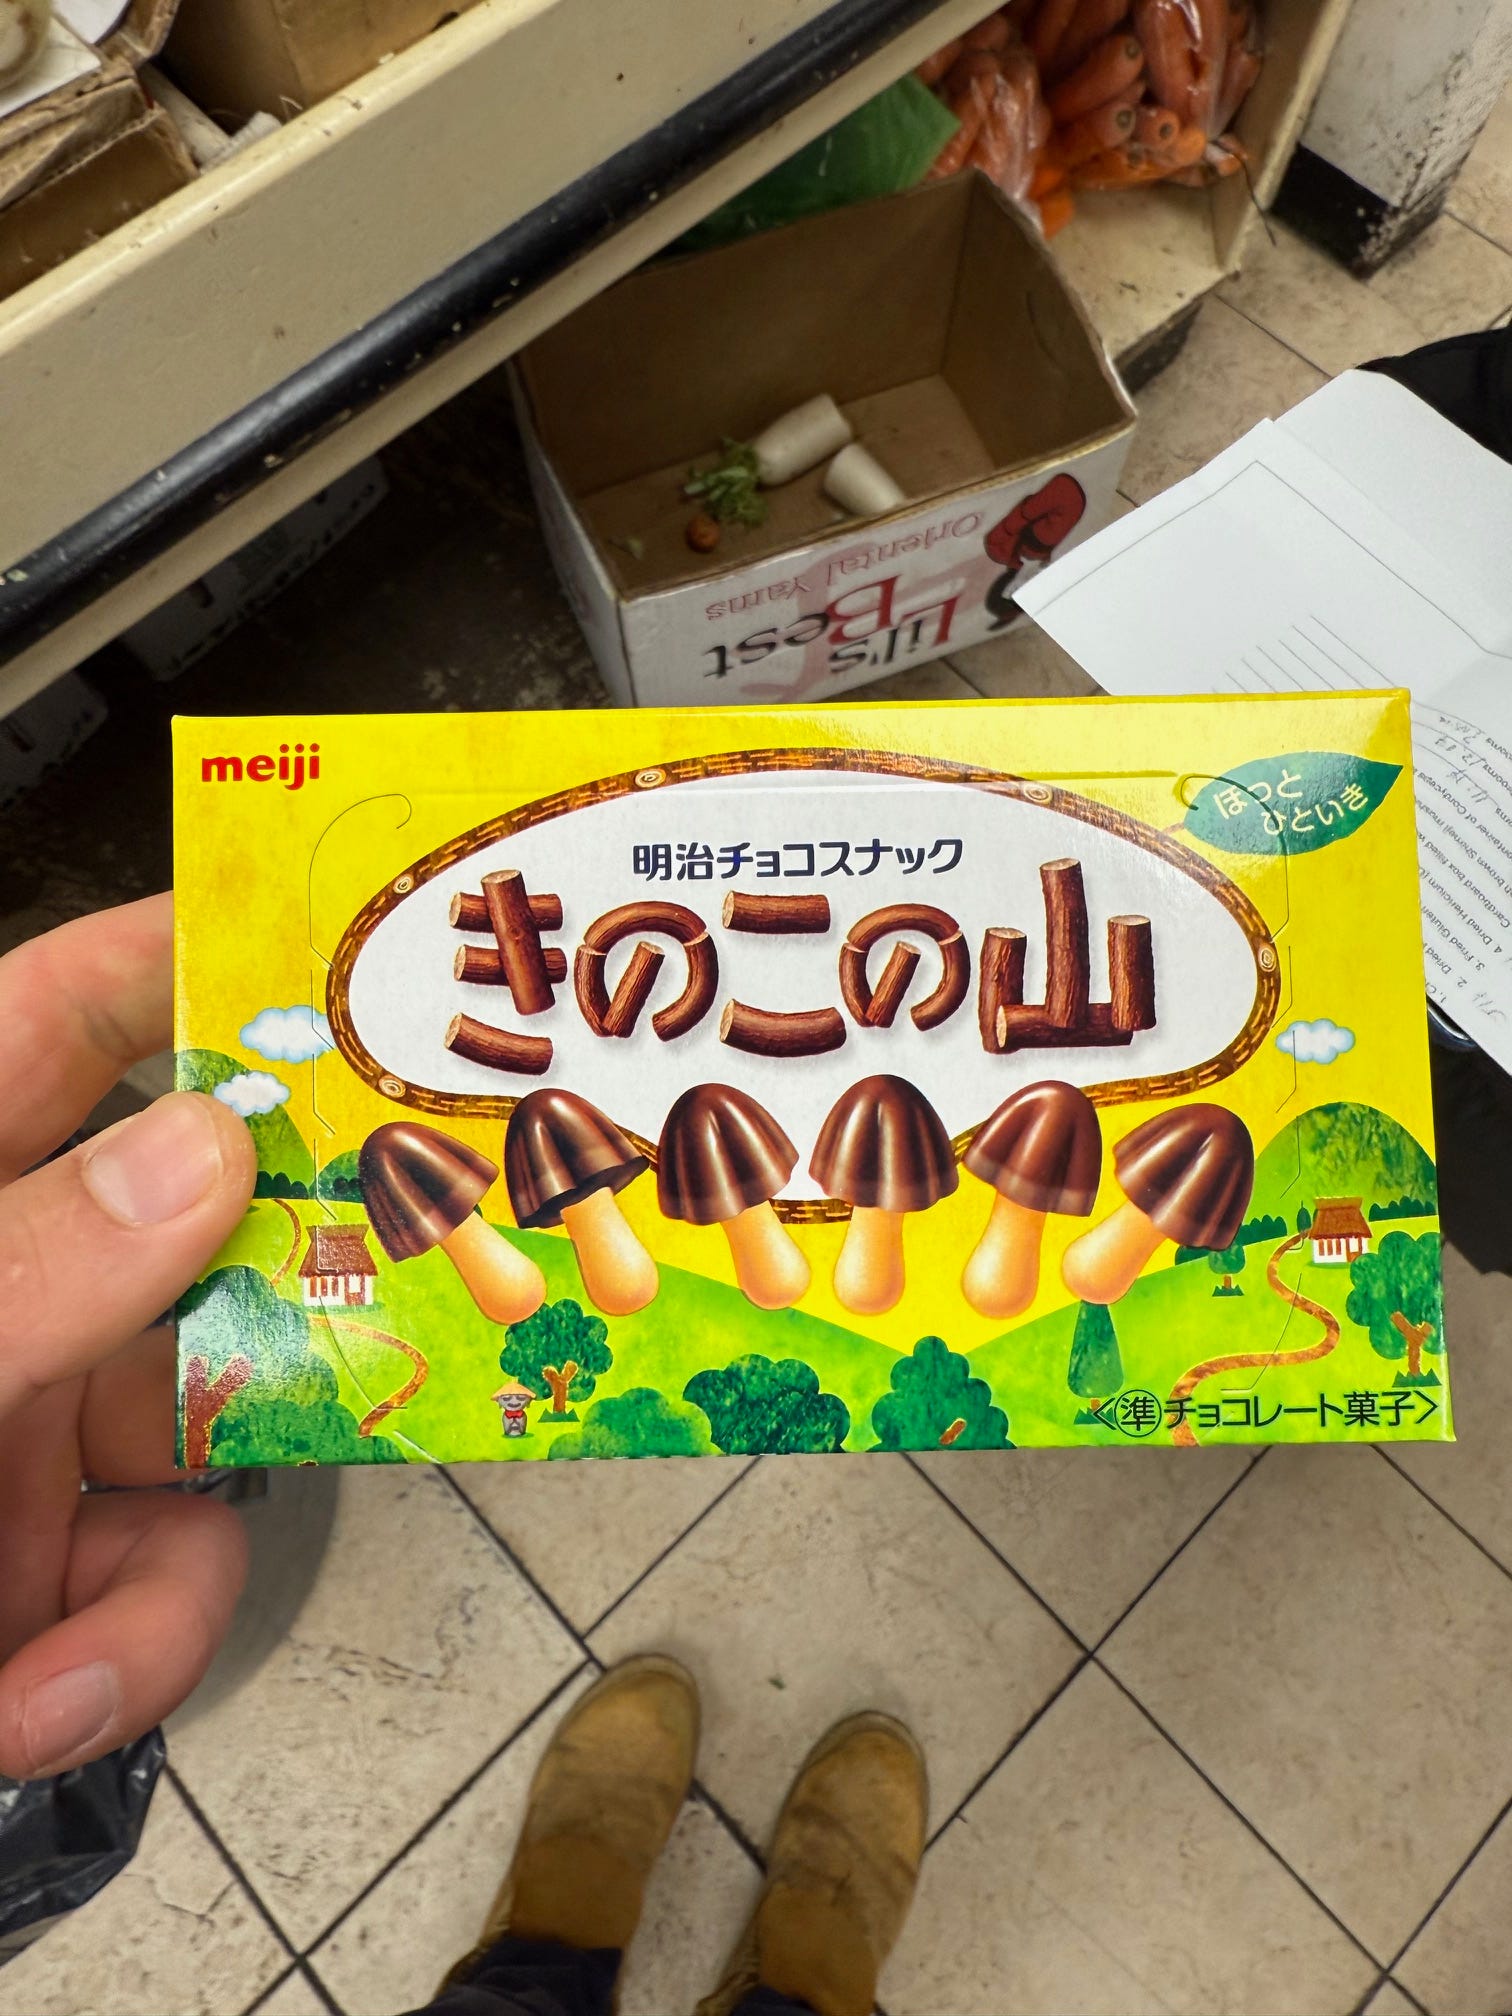 Oriental Yams
Lil's
Best
meiji
ほっと
ひといき
明治チョコスナック
きのこの山
<準チョコレート菓子>